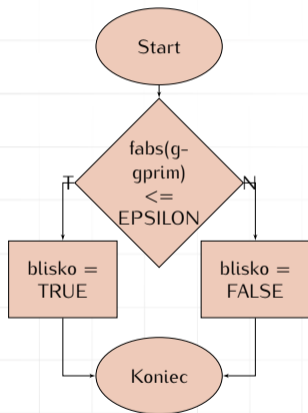 Start
fabs(g-
gprim)
<=
EPSILON
T
N
blisko =
TRUE
blisko =
FALSE
Koniec